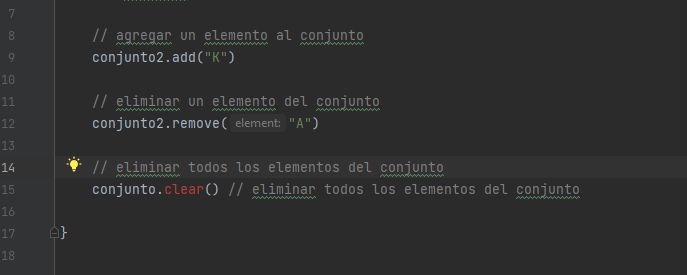 7
8 // agregar un elemento al conjunto
9 conjunto2.add("K")
10
11 // eliminar un elemento del conjunto
12 conjunto2.remove( element: "A")
13
14 // eliminar todos los elementos del conjunto
15 conjunto.clear() // eliminar todos los elementos del conjunto
16
17 }
18